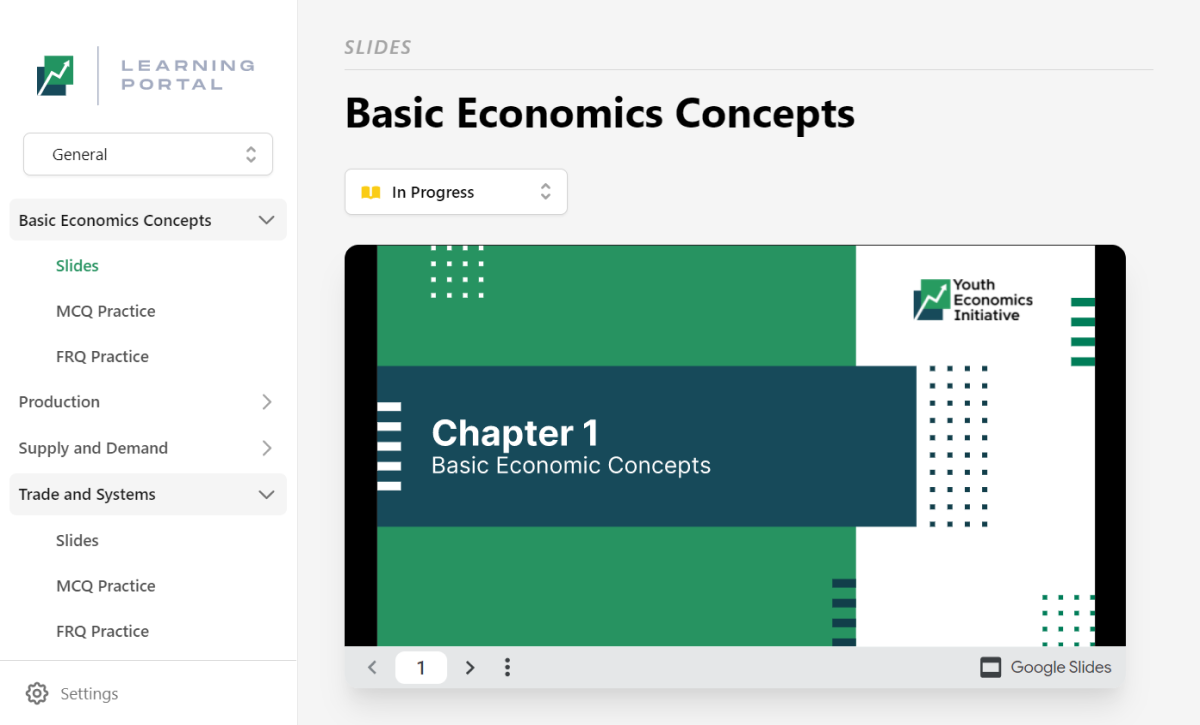 LEARNING
PORTAL
General
Basic Economics Concepts
Slides
MCQ Practice
FRQ Practice
Production
Supply and Demand
Trade and Systems
Slides
MCQ Practice
FRQ Practice
Settings
SLIDES
Basic Economics Concepts
In Progress
Youth
Economics
Initiative
Chapter 1
Basic Economic Concepts
1
Google Slides